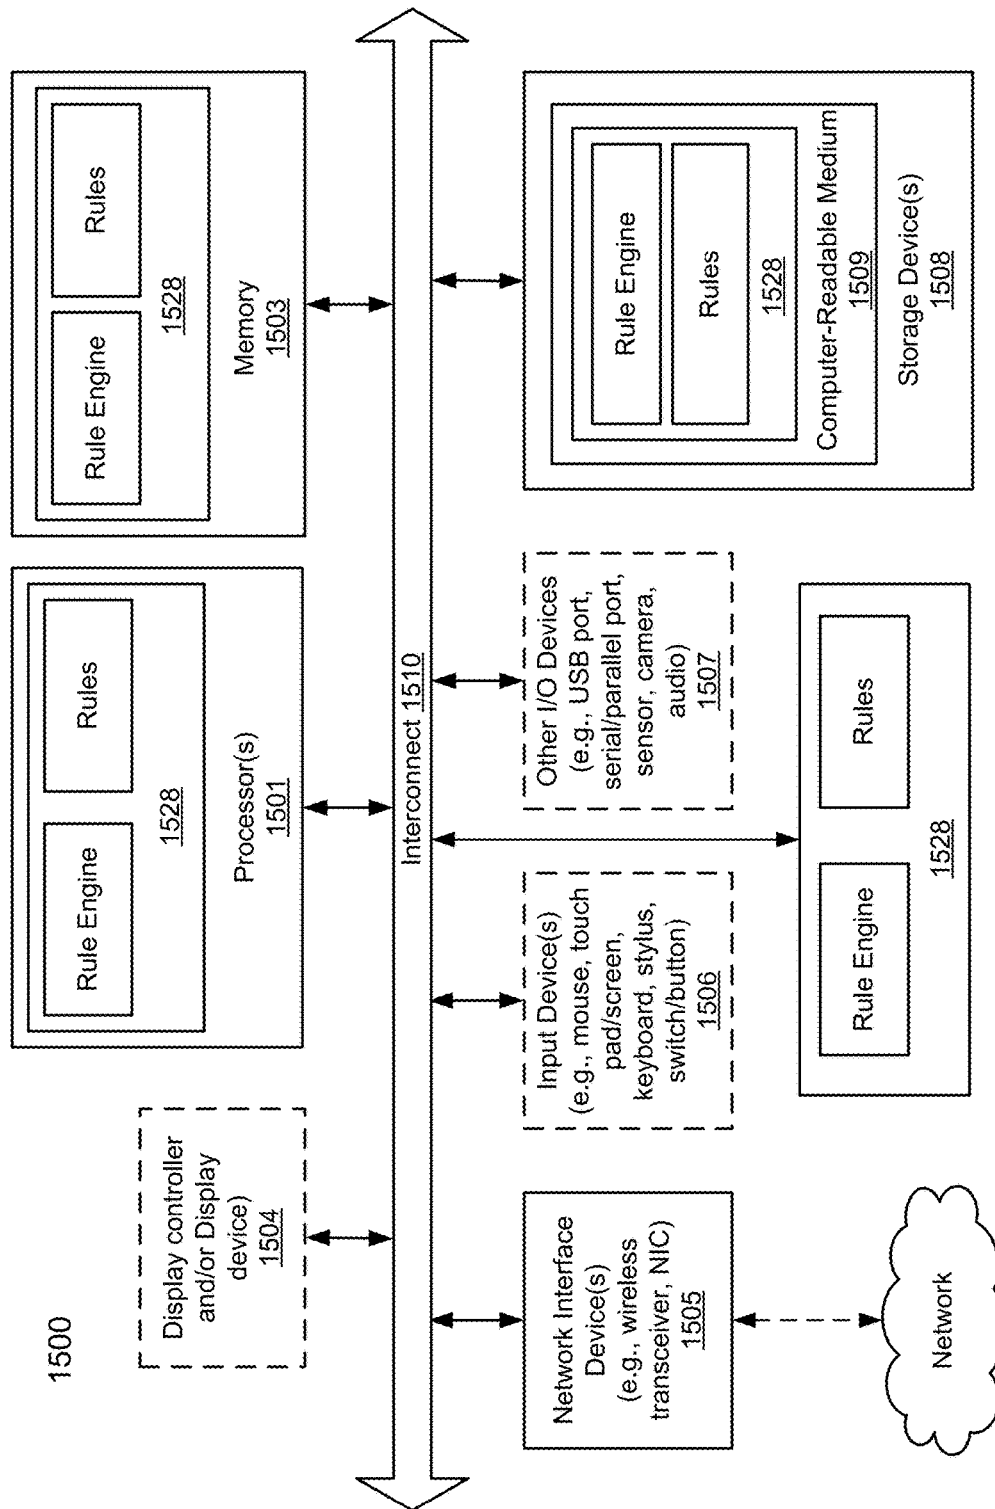 1500
Display controller
and/or Display
device)
1504
Rule Engine
Rules
1528
Processor(s)
1501
Rule Engine
Rules
1528
Memory
1503
Interconnect 1510
Network Interface
Device(s)
(e.g., wireless
transceiver, NIC)
1505
Input Device(s)
(e.g., mouse, touch
pad/screen,
keyboard, stylus,
switch/button)
1506
Other I/O Devices
(e.g., USB port,
serial/parallel port,
sensor, camera,
audio)
1507
Rule Engine
Rules
1528
Computer-Readable Medium
1509
Storage Device(s)
1508
Network
Rule Engine
Rules
1528